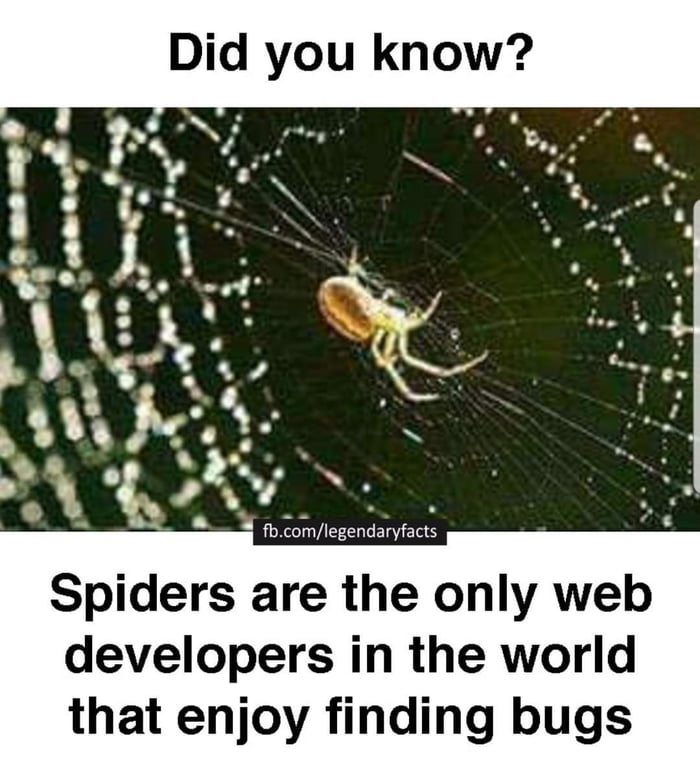 Did you know?
fb.com/legendaryfacts
Spiders are the only web
developers in the world
that enjoy finding bugs